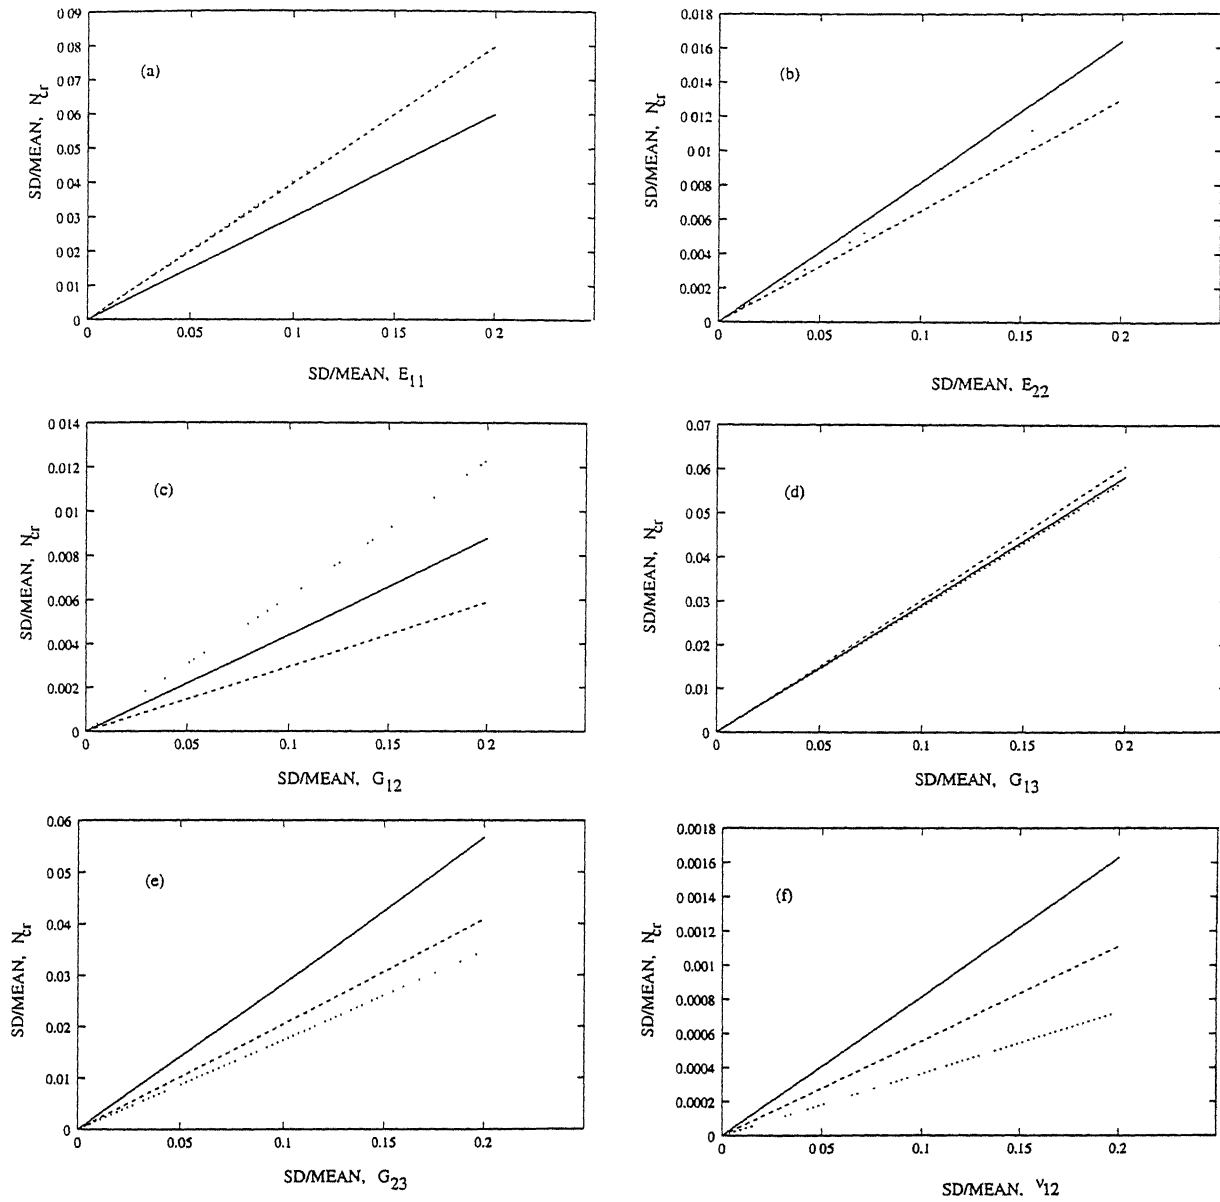 0 09
0 08
0 07
0 06
0 05
0 04
0 03
0 02
0 01
0
(a)
SD/MEAN, Ncr
0 0.05 0.1 0.15 0 2
SD/MEAN, E11
0 018
0.016
0 014
0 012
0 01
0 008
0 006
0 004
0.002
0
(b)
SD/MEAN, Ncr
0 0.05 0.1 0.15 0 2
SD/MEAN, E22
0 014
0 012
0 01
0 008
0 006
0 004
0 002
0
(c)
SD/MEAN, Ncr
0 0.05 0.1 0.15 0 2
SD/MEAN, G12
0.07
0.06
0.05
0.04
0.03
0.02
0.01
0
(d)
SD/MEAN, Ncr
0 0.05 0.1 0.15 0 2
SD/MEAN, G13
0.06
0.05
0.04
0.03
0.02
0.01
0
(e)
SD/MEAN, Ncr
0 0.05 0.1 0.15 0.2
SD/MEAN, G23
0.0018
0.0016
0.0014
0.0012
0.001
0.0008
0.0006
0.0004
0.0002
0
(f)
SD/MEAN, Ncr
0 0.05 0.1 0.15 0.2
SD/MEAN, ν12